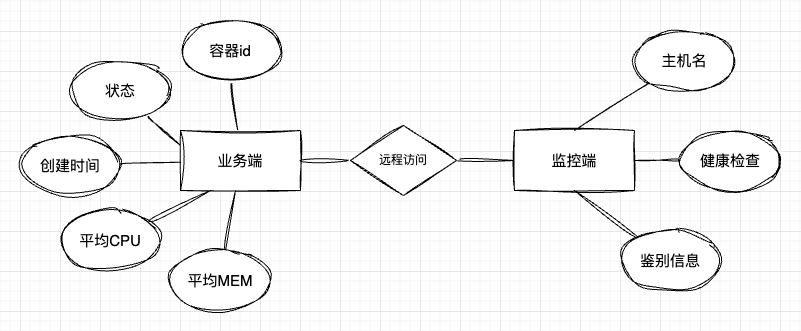 容器id
主机名
状态
业务端
远程访问
监控端
创建时间
健康检查
平均CPU
平均MEM
鉴别信息